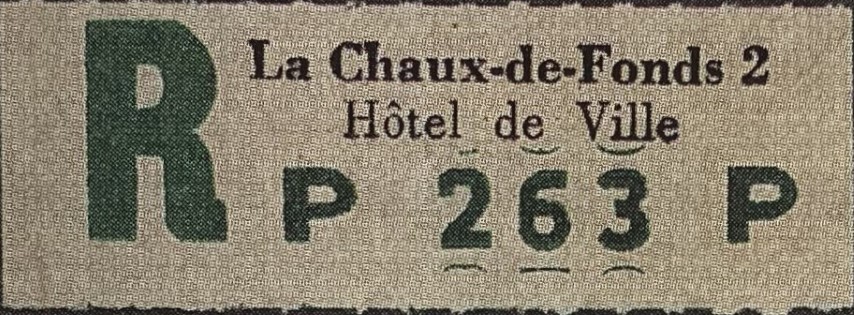 R
La Chaux-de-Fonds 2
Hôtel de Ville
P 263 P